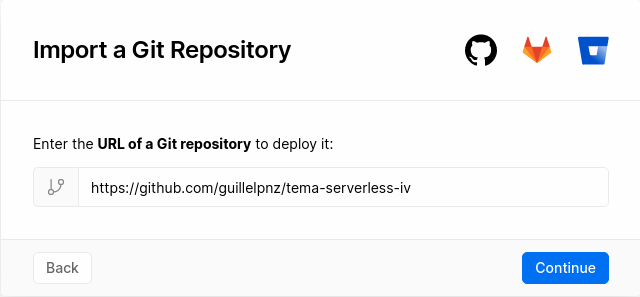 Import a Git Repository
Enter the URL of a Git repository to deploy it:
https://github.com/guillelpnz/tema-serverless-iv
Back
Continue